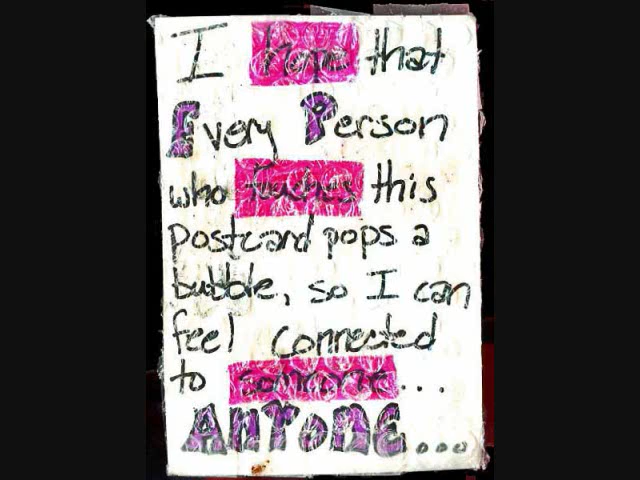 I hope that
Every Person
who touches this
postcard pops a
bubble, so I can
feel connected
to someone...
ANYONE...